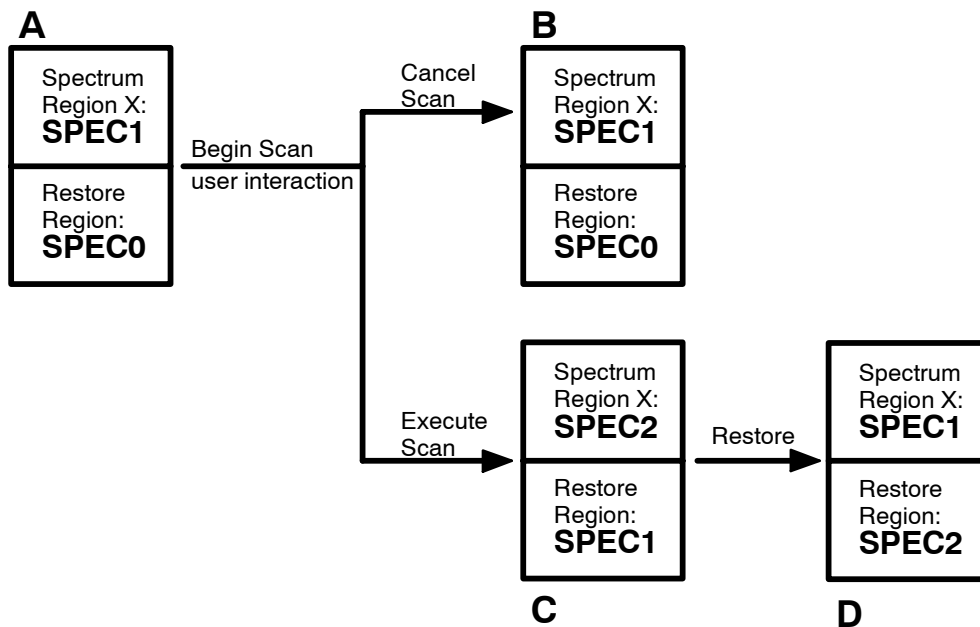 A
Spectrum
Region X:
SPEC1
Restore
Region:
SPEC0
Begin Scan
user interaction
Cancel
Scan
B
Spectrum
Region X:
SPEC1
Restore
Region:
SPEC0
Execute
Scan
Spectrum
Region X:
SPEC2
Restore
Region:
SPEC1
C
Restore
Spectrum
Region X:
SPEC1
Restore
Region:
SPEC2
D